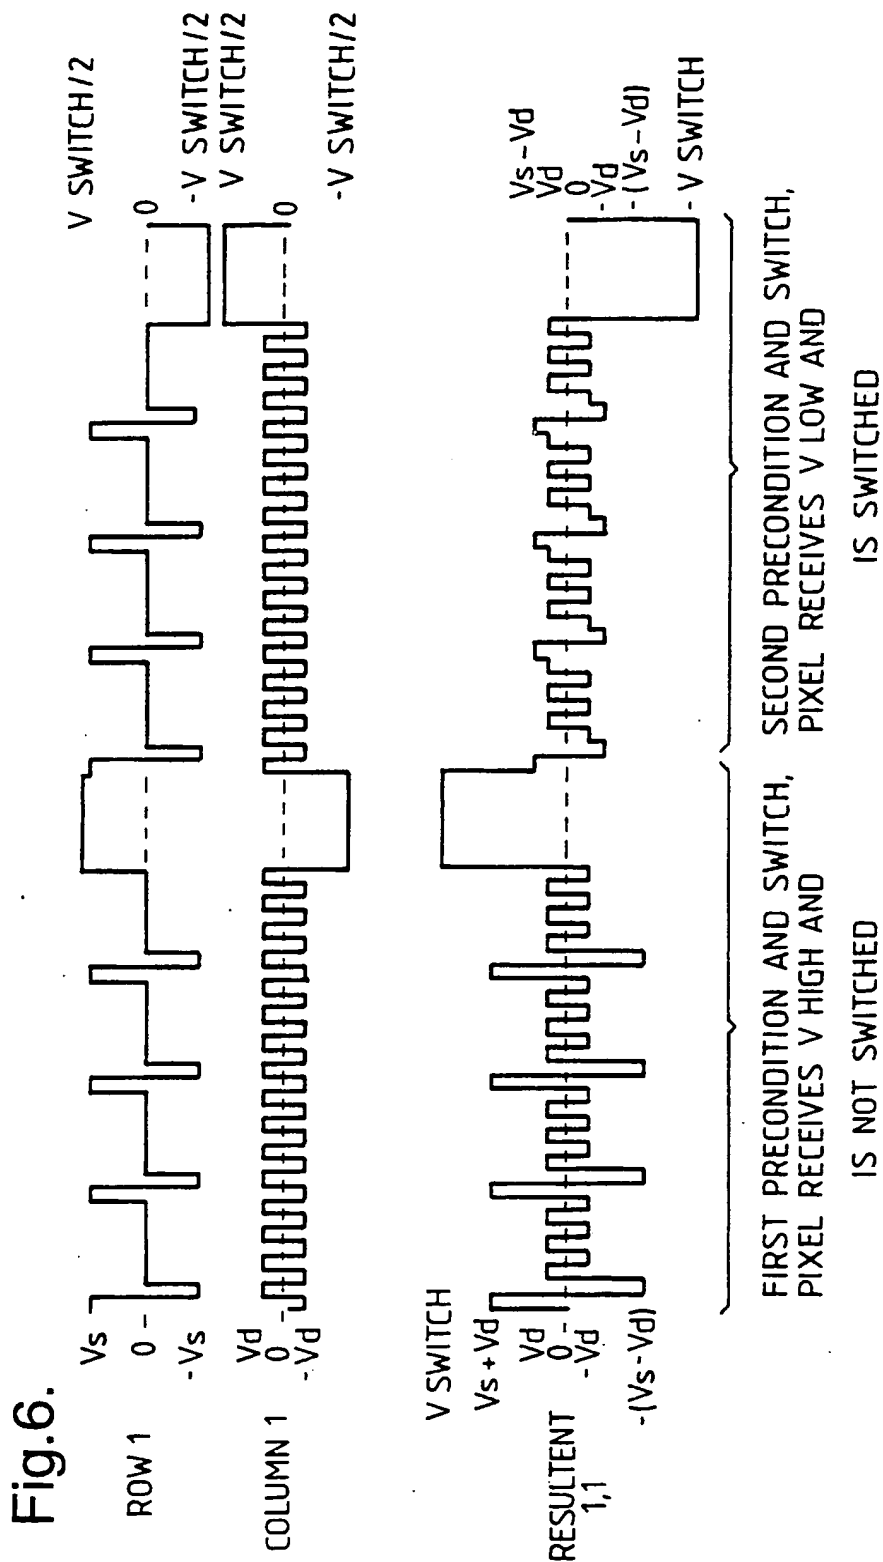 Fig.6.
V SWITCH/2
Vs
0
-Vs
ROW 1
0
-V SWITCH/2
V SWITCH/2
Vd
0
-Vd
COLUMN 1
0
-V SWITCH/2
V SWITCH
Vs+Vd
Vd
0
-Vd
-(Vs-Vd)
RESULTENT
1,1
Vs-Vd
Vd
0
-Vd
-(Vs-Vd)
-V SWITCH
FIRST PRECONDITION AND SWITCH,
PIXEL RECEIVES V HIGH AND
IS NOT SWITCHED
SECOND PRECONDITION AND SWITCH,
PIXEL RECEIVES V LOW AND
IS SWITCHED